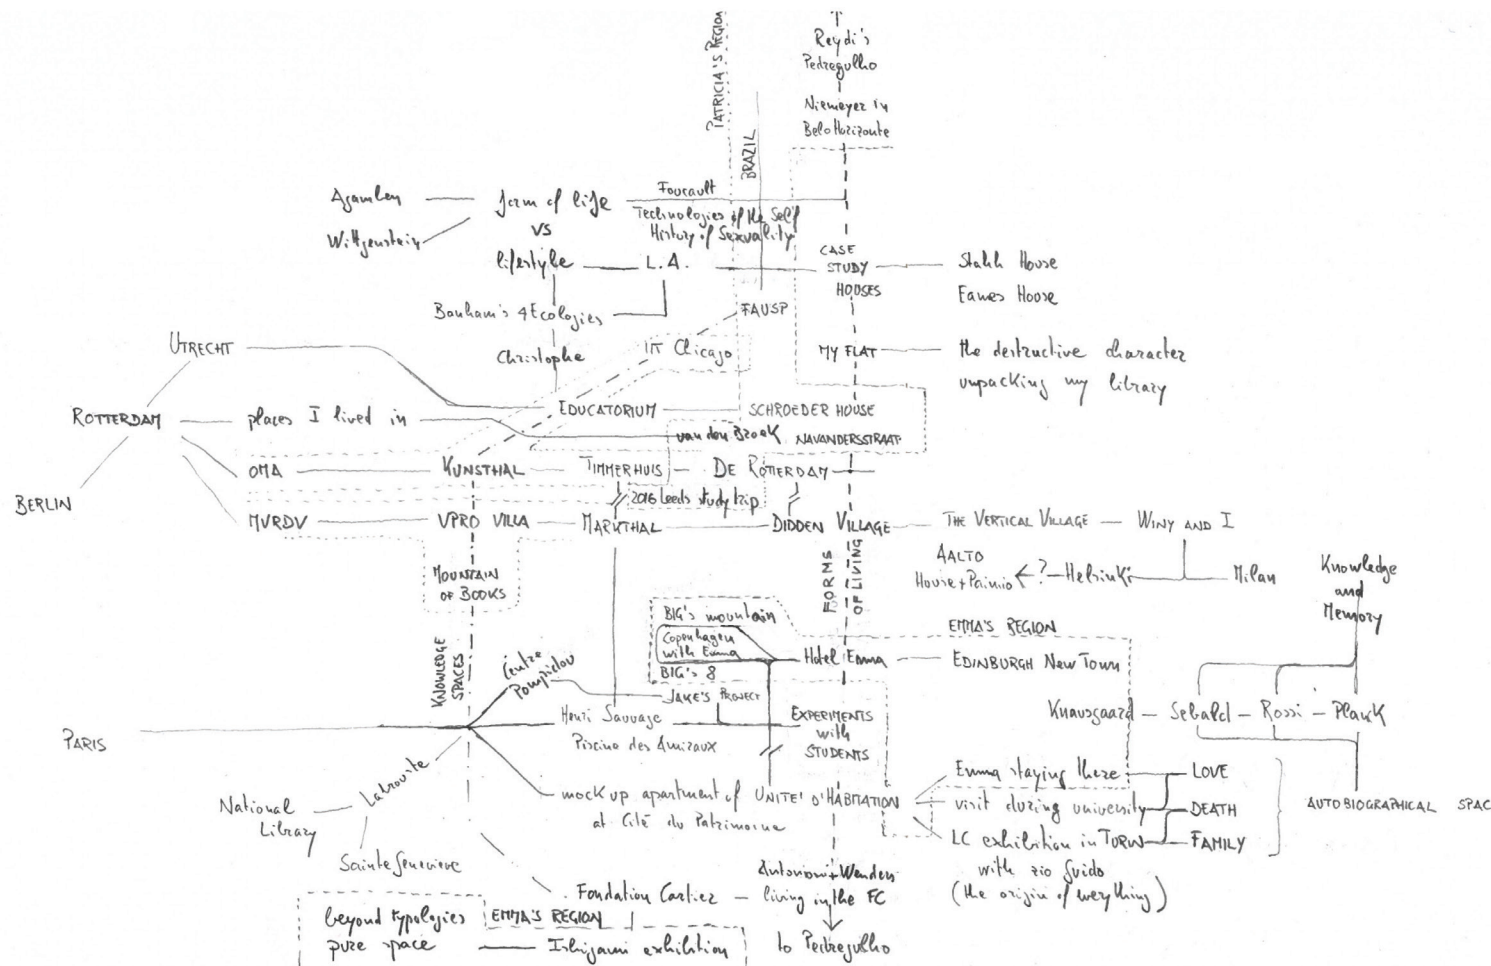 PATRICIA'S REGION
Reydi's
Pedregulho
Niemeyer in
Belo Horizonte
BRAZIL
Agamben
form of life
Foucault
Technologies of the Self
History of Sexuality
Wittgenstein
VS
lifestyle
L.A.
CASE
STUDY
HOUSES
Stahh House
Eames House
Banham's 4 Ecologies
FAUSP
UTRECHT
Christophe
IIT Chicago
MY FLAT
the destructive character
unpacking my library
ROTTERDAM
places I lived in
EDUCATORIUM
SCHROEDER HOUSE
van den Broek
NAVANDERSSTRAAT
OMA
KUNSTHAL
TIMMERHUIS
DE ROTTERDAM
BERLIN
2016 Leeds study trip
MVRDV
VPRO VILLA
MARKTHAL
DIDDEN VILLAGE
THE VERTICAL VILLAGE
WINY AND I
MOUNTAIN
OF BOOKS
FORMS
OF LIVING
AALTO
House + Paimio
?
Helsinki
Milan
Knowledge
and
Memory
BIG's mountain
Copenhagen
with Emma
BIG's 8
Hotel Emma
EMMA'S REGION
EDINBURGH NEW TOWN
KNOWLEDGE
SPACES
Centre
Pompidou
JAKE'S PROJECT
Henri Sauvage
Piscine des Amiraux
EXPERIMENTS
with
STUDENTS
Knausgaard – Sebald – Rossi – Plauk
PARIS
Labrouste
National
Library
Sainte Genevieve
mock up apartment of UNITE' D'HABITATION
at Cité du Patrimoine
Emma staying there
visit during university
LC exhibition in TURIN
with zio Guido
(the origin of everything)
LOVE
DEATH
FAMILY
AUTOBIOGRAPHICAL SPAC
Fondation Cartier
Antonioni + Wenders
living in the FC
to Pedregulho
beyond typologies
pure space
EMMA'S REGION
Ishigami exhibition